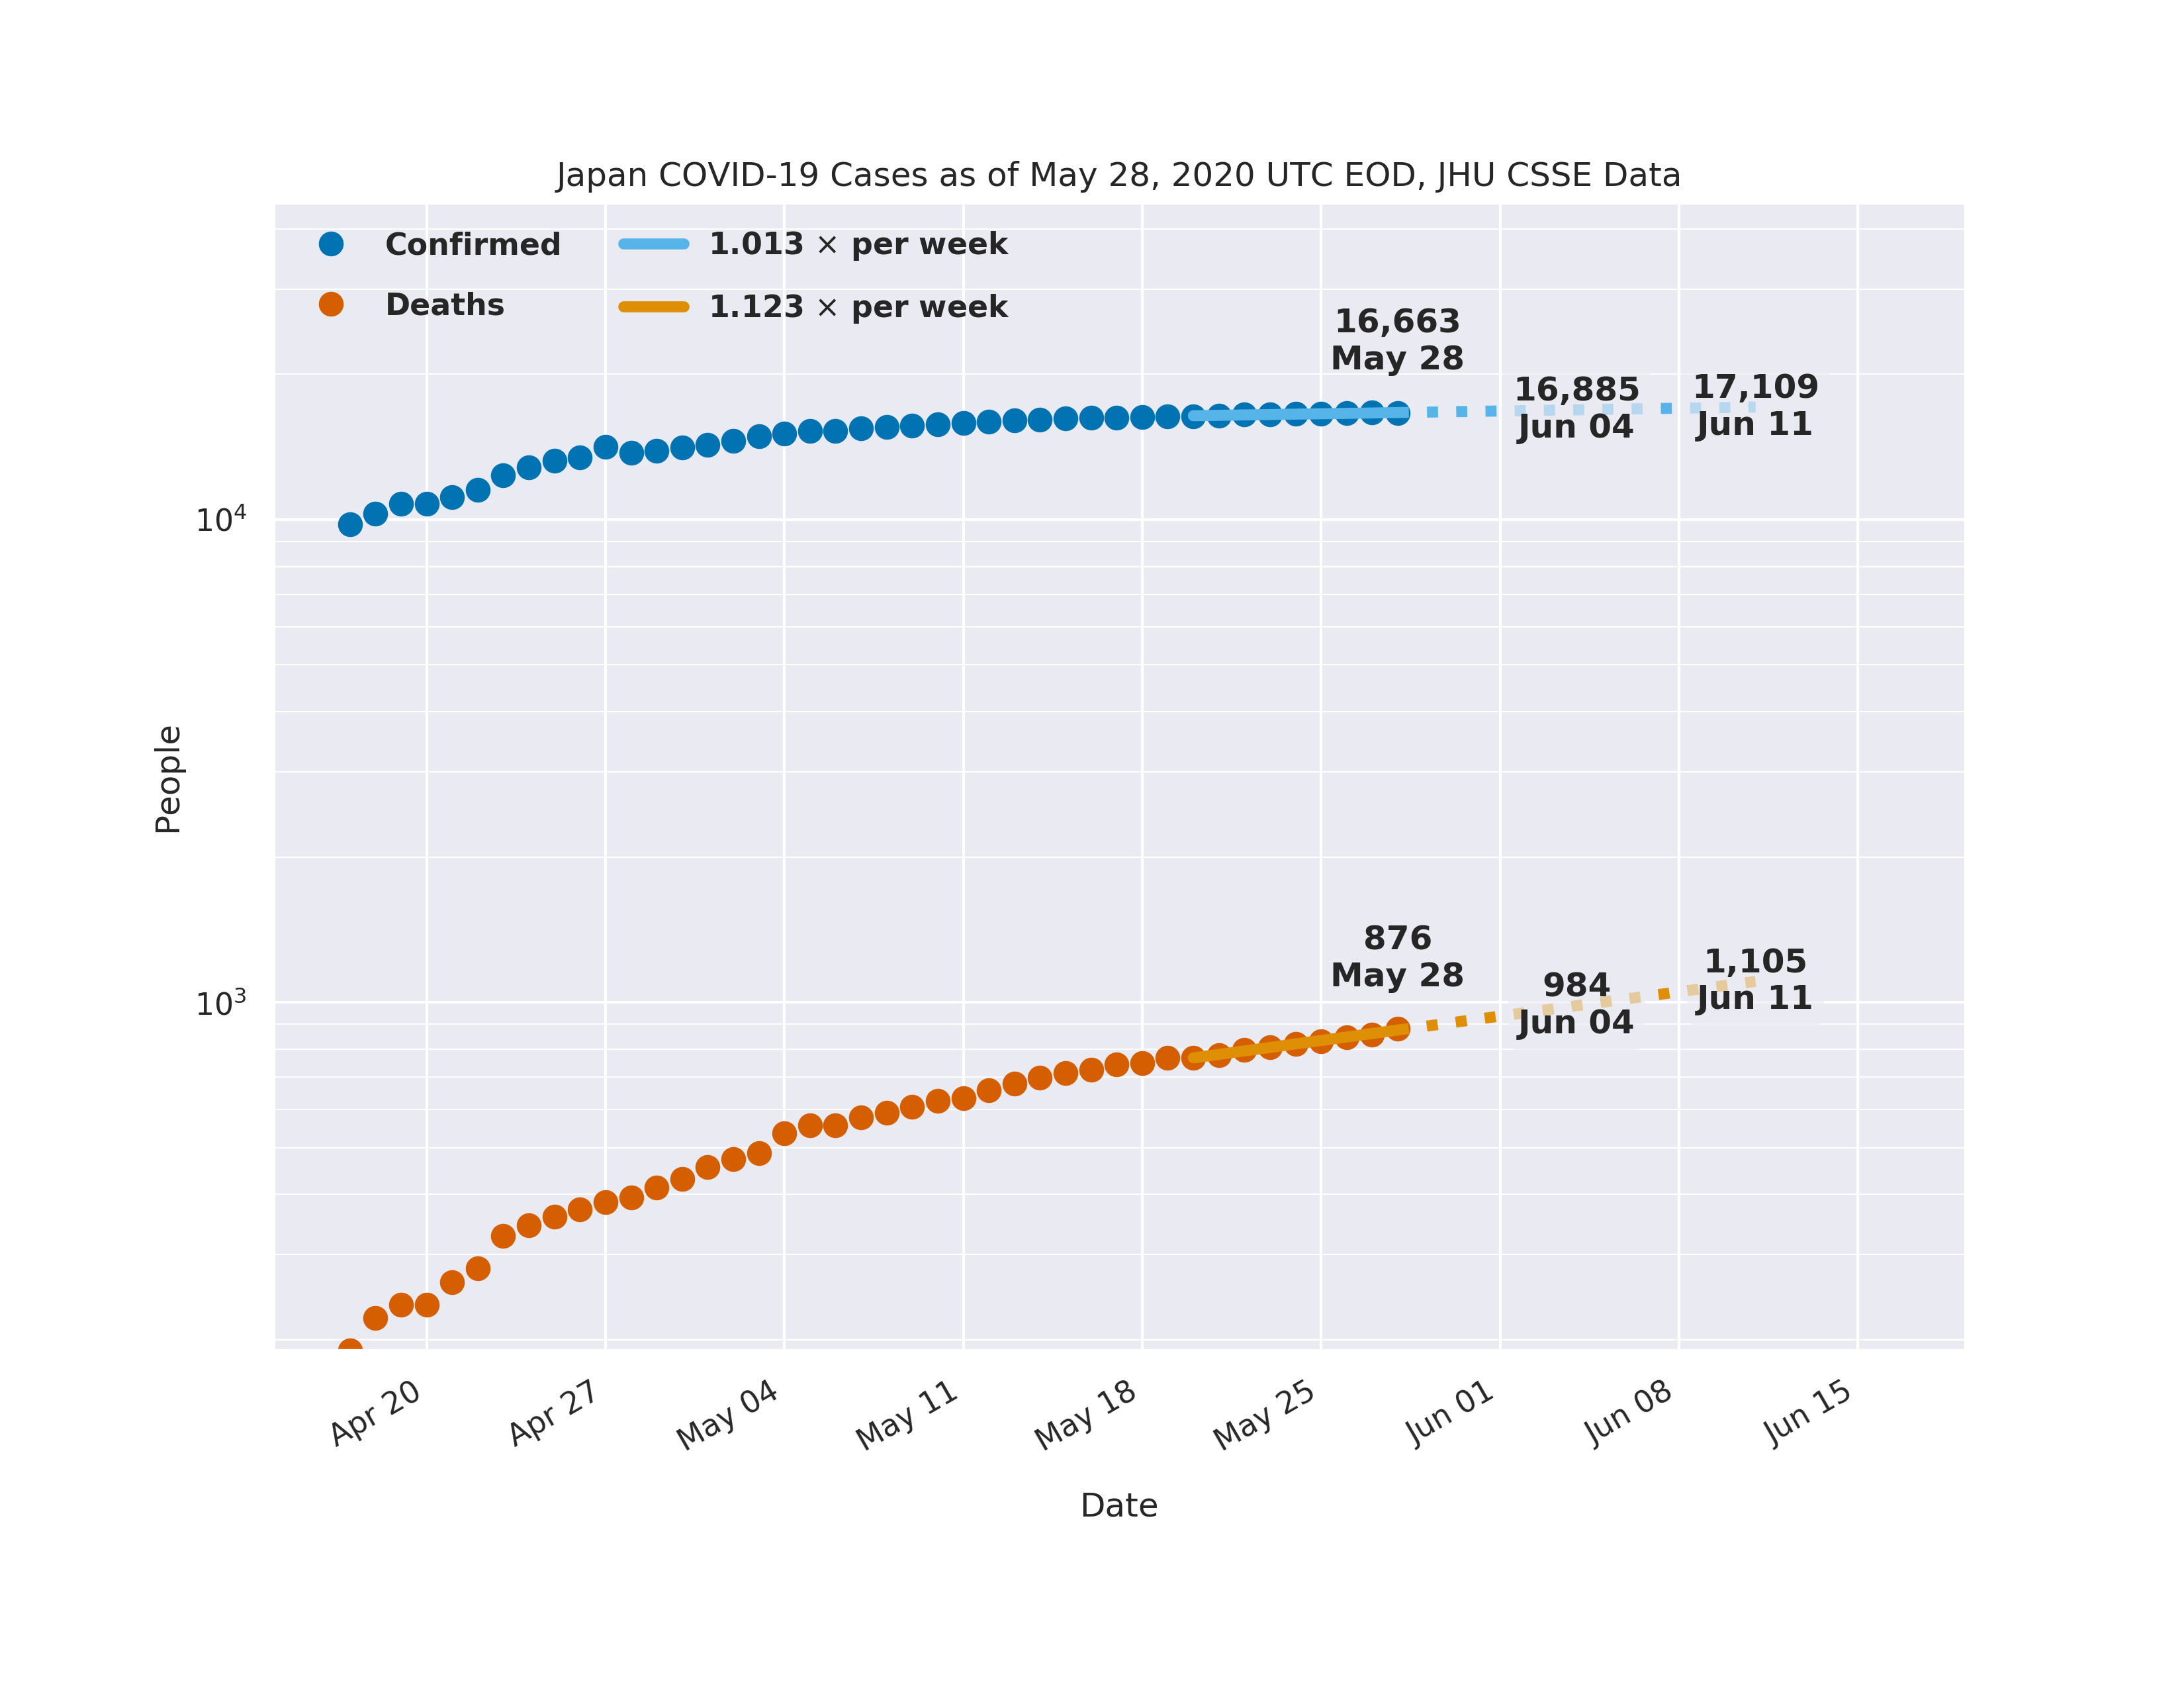 Japan COVID-19 Cases as of May 28, 2020 UTC EOD, JHU CSSE Data
Confirmed
Deaths
1.013 × per week
1.123 × per week
16,663
May 28
16,885
Jun 04
17,109
Jun 11
876
May 28
984
Jun 04
1,105
Jun 11
10⁴
10³
People
Apr 20
Apr 27
May 04
May 11
May 18
May 25
Jun 01
Jun 08
Jun 15
Date